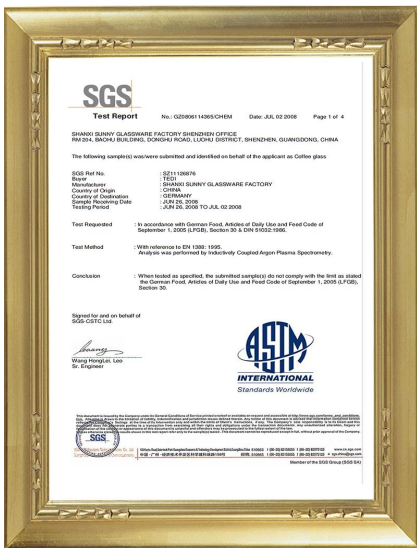 SGS
Test Report No.: GZ0806114365/CHEM Date: JUL 02 2008 Page 1 of 4
SHANXI SUNNY GLASSWARE FACTORY SHENZHEN OFFICE
RM 204, BAOHU BUILDING, DONGHU ROAD, LUOHU DISTRICT, SHENZHEN, GUANGDONG, CHINA
The following sample(s) was/were submitted and identified on behalf of the applicant as Coffee glass
SGS Ref No. : SZ11126876
Buyer : TEDI
Manufacturer : SHANXI SUNNY GLASSWARE FACTORY
Country of Origin : CHINA
Country of Destination : GERMANY
Sample Receiving Date : JUN 26, 2008
Testing Period : JUN 26, 2008 TO JUL 02 2008
Test Requested : In accordance with German Food, Articles of Daily Use and Feed Code of
September 1, 2005 (LFGB), Section 30 & DIN 51032:1986.
Test Method : With reference to EN 1388: 1995.
Analysis was performed by Inductively Coupled Argon Plasma Spectrometry.
Conclusion : When tested as specified, the submitted sample(s) do not comply with the limit as stated
the German Food, Articles of Daily Use and Feed Code of September 1, 2005 (LFGB),
Section 30.
Signed for and on behalf of
SGS-CSTC Ltd.
Wang HongLei, Leo
Sr. Engineer
ASTM
INTERNATIONAL
Standards Worldwide
SGS
Member of the SGS Group (SGS SA)